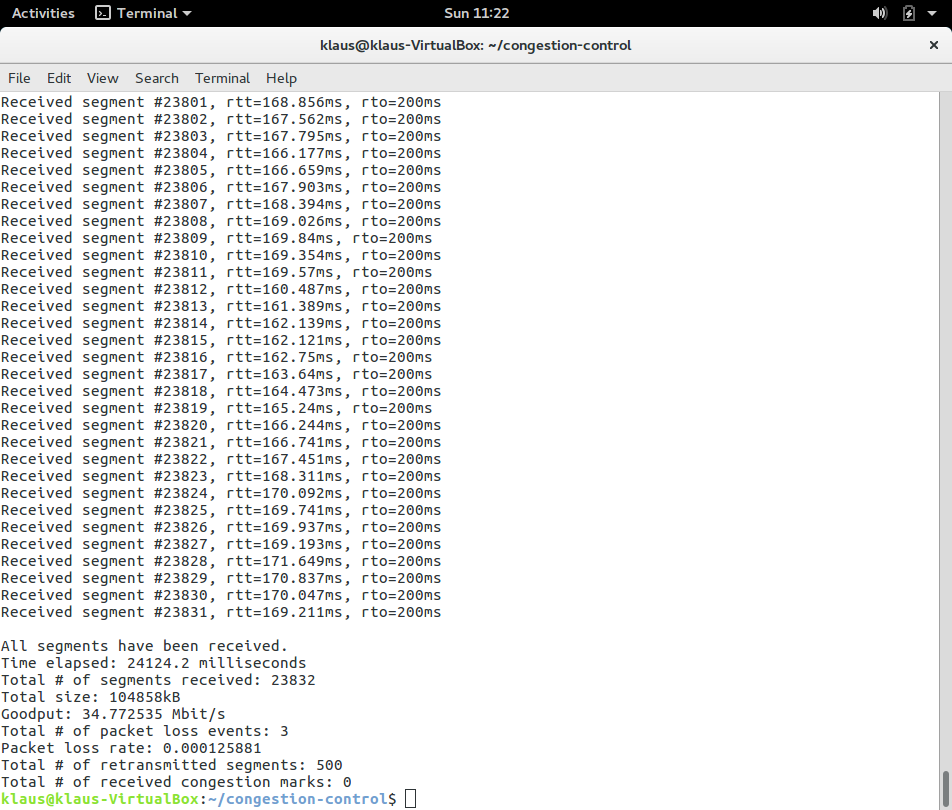 Activities Terminal Sun 11:22
klaus@klaus-VirtualBox: ~/congestion-control
File Edit View Search Terminal Help
Received segment #23801, rtt=168.856ms, rto=200ms
Received segment #23802, rtt=167.562ms, rto=200ms
Received segment #23803, rtt=167.795ms, rto=200ms
Received segment #23804, rtt=166.177ms, rto=200ms
Received segment #23805, rtt=166.659ms, rto=200ms
Received segment #23806, rtt=167.903ms, rto=200ms
Received segment #23807, rtt=168.394ms, rto=200ms
Received segment #23808, rtt=169.026ms, rto=200ms
Received segment #23809, rtt=169.84ms, rto=200ms
Received segment #23810, rtt=169.354ms, rto=200ms
Received segment #23811, rtt=169.57ms, rto=200ms
Received segment #23812, rtt=160.487ms, rto=200ms
Received segment #23813, rtt=161.389ms, rto=200ms
Received segment #23814, rtt=162.139ms, rto=200ms
Received segment #23815, rtt=162.121ms, rto=200ms
Received segment #23816, rtt=162.75ms, rto=200ms
Received segment #23817, rtt=163.64ms, rto=200ms
Received segment #23818, rtt=164.473ms, rto=200ms
Received segment #23819, rtt=165.24ms, rto=200ms
Received segment #23820, rtt=166.244ms, rto=200ms
Received segment #23821, rtt=166.741ms, rto=200ms
Received segment #23822, rtt=167.451ms, rto=200ms
Received segment #23823, rtt=168.311ms, rto=200ms
Received segment #23824, rtt=170.092ms, rto=200ms
Received segment #23825, rtt=169.741ms, rto=200ms
Received segment #23826, rtt=169.937ms, rto=200ms
Received segment #23827, rtt=169.193ms, rto=200ms
Received segment #23828, rtt=171.649ms, rto=200ms
Received segment #23829, rtt=170.837ms, rto=200ms
Received segment #23830, rtt=170.047ms, rto=200ms
Received segment #23831, rtt=169.211ms, rto=200ms
All segments have been received.
Time elapsed: 24124.2 milliseconds
Total # of segments received: 23832
Total size: 104858kB
Goodput: 34.772535 Mbit/s
Total # of packet loss events: 3
Packet loss rate: 0.000125881
Total # of retransmitted segments: 500
Total # of received congestion marks: 0
klaus@klaus-VirtualBox:~/congestion-control$